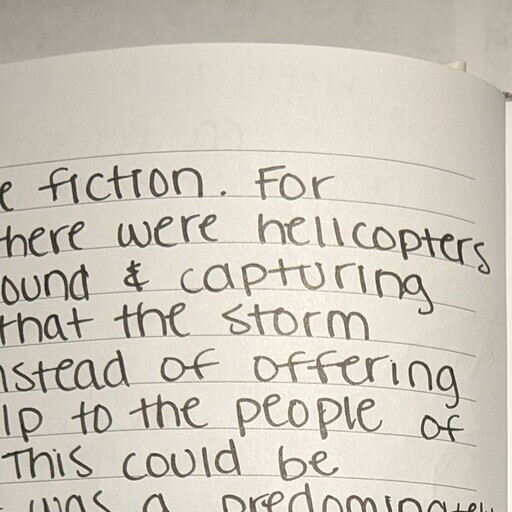 e fiction. For
here were helicopters
ound & capturing
that the storm
nstead of offering
lp to the people of
This could be
was a predominately